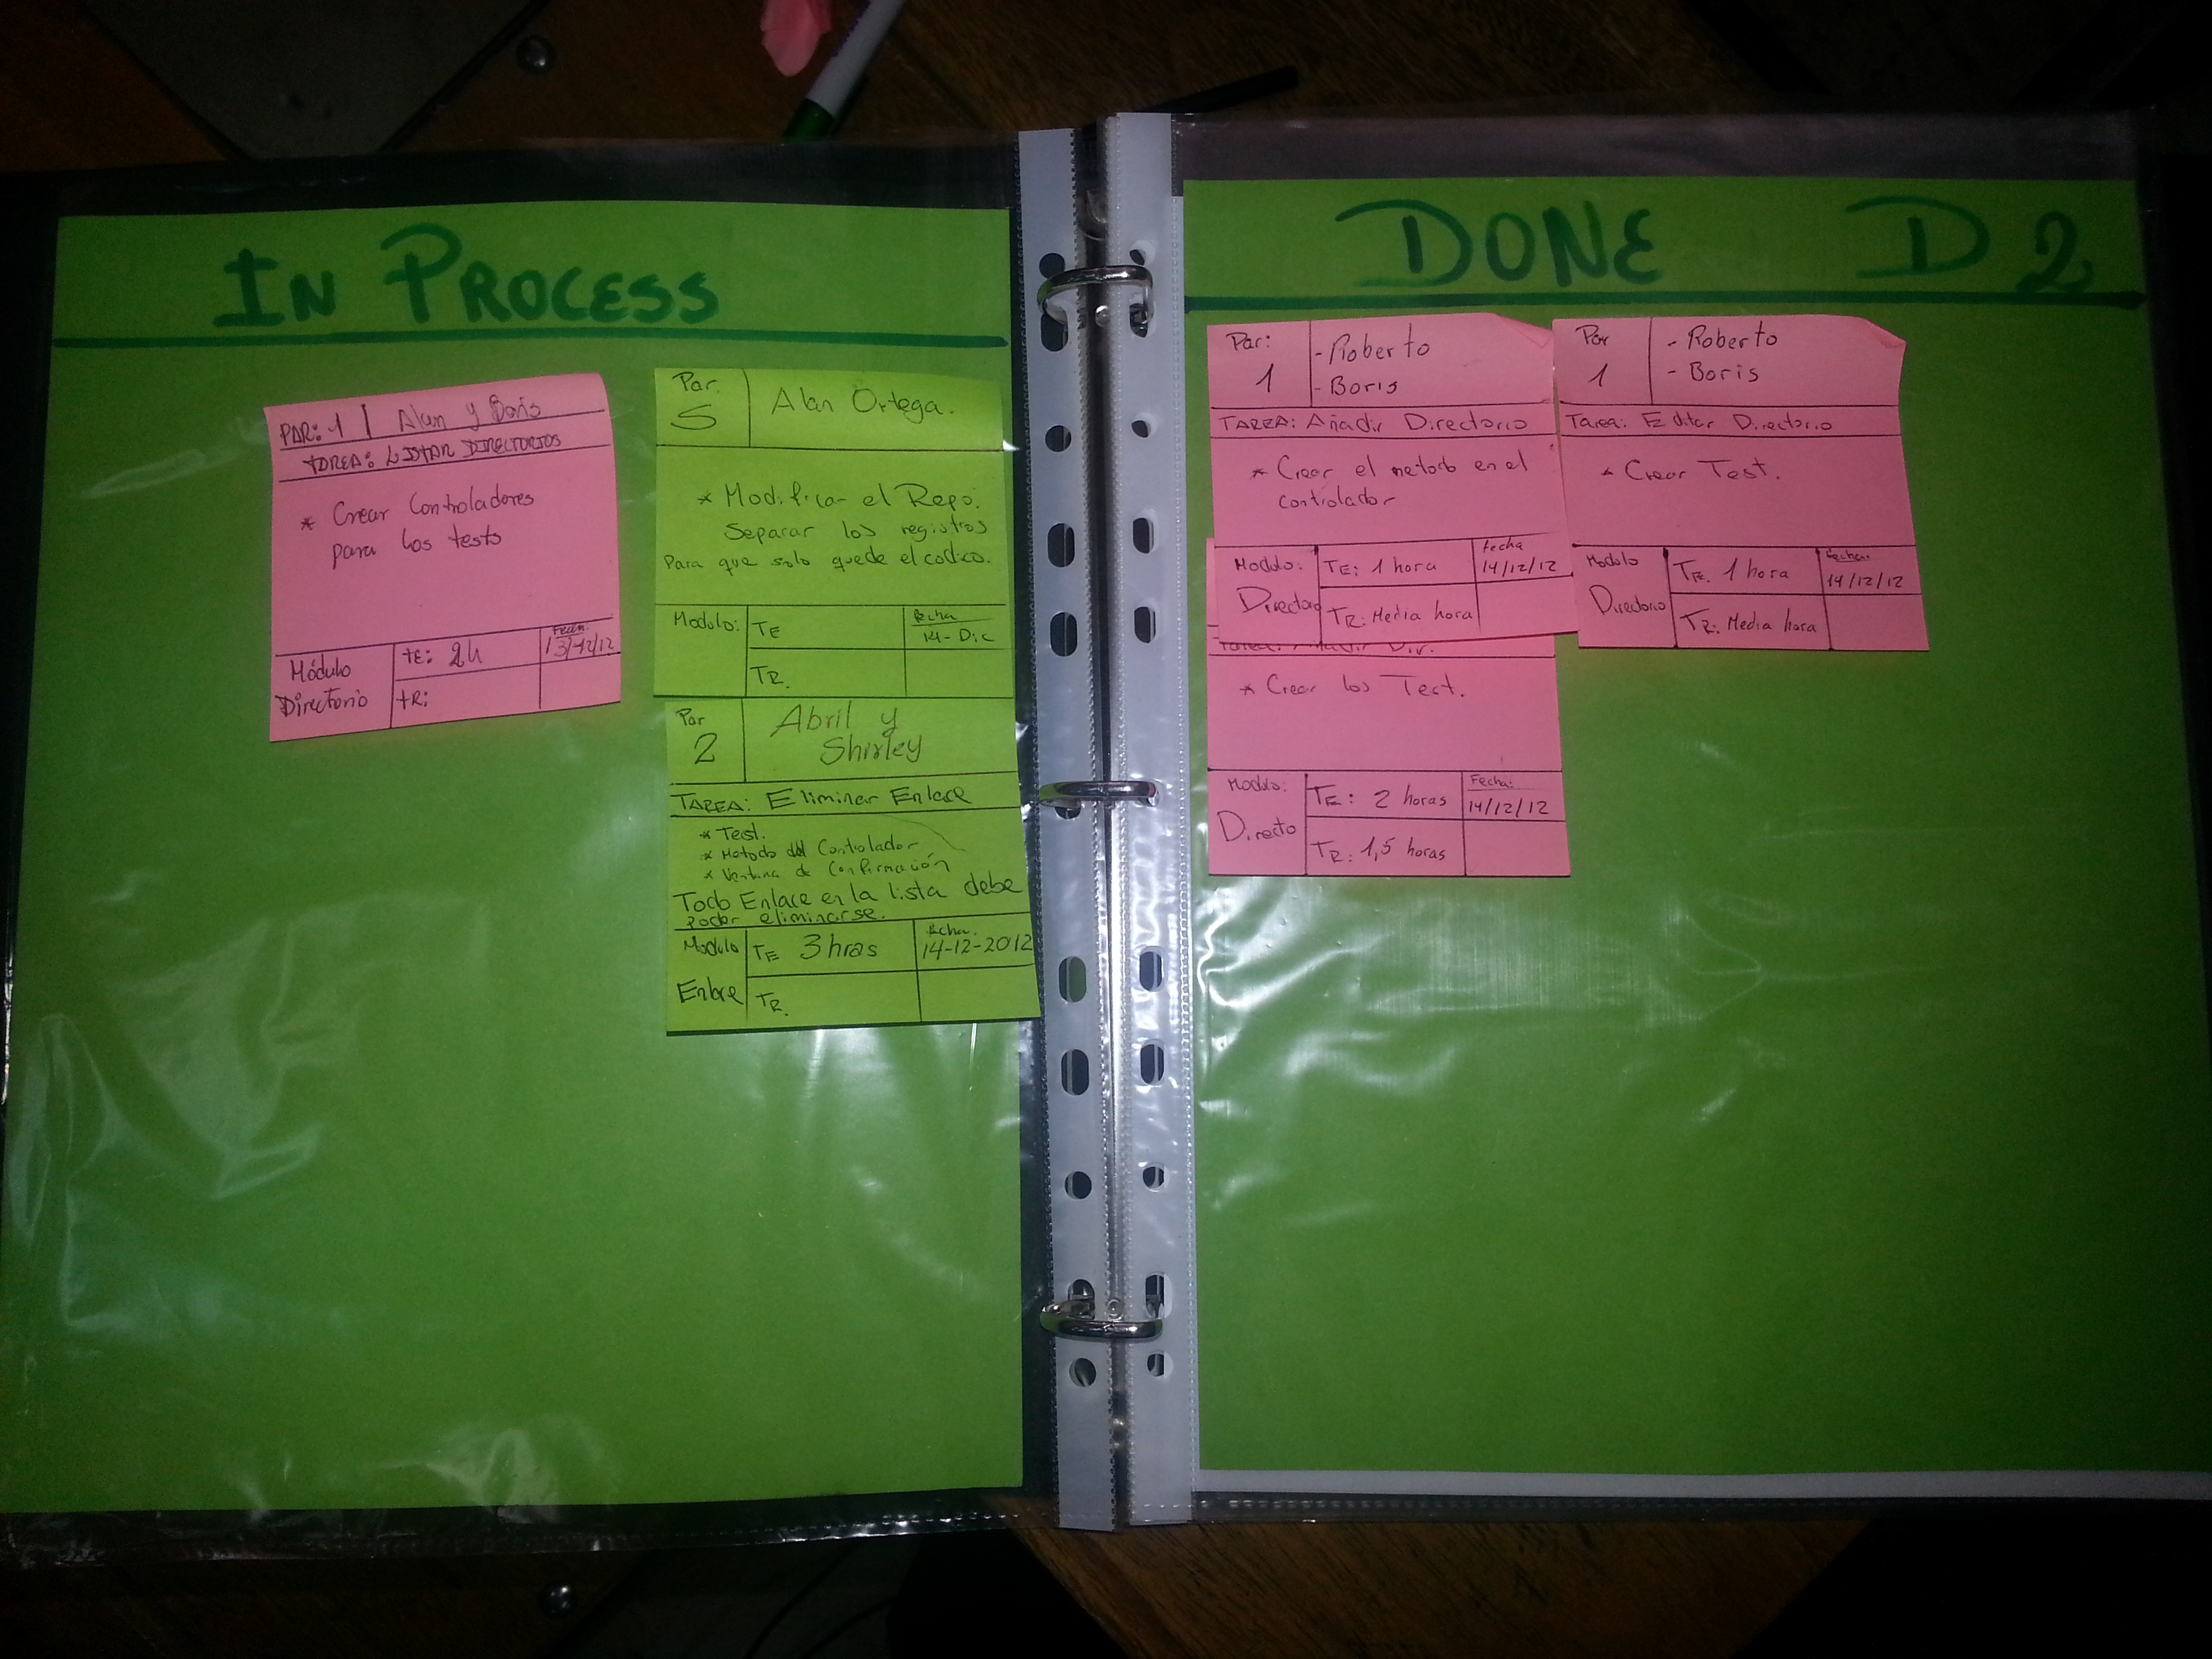 IN PROCESS
PAR: 1 Alan y Boris
TAREA: LISTAR DIRECTORIOS
* Crear Controladores
para los tests
Módulo
Directorio
tE: 2h
tR:
Fecha:
13/12/12
Par.
5
Alan Ortega.
* Modificar el Repo.
Separar los registros
Para que solo quede el codico.
Modulo:
TE
TR.
Fecha
14-Dic
Par
2
Abril y
Shirley
TAREA: Eliminar Enlace
* Test.
* Metodo del Controlador
* Ventana de Confirmación
Todo Enlace en la lista debe
poder eliminarse.
Modulo
Enlace
TE 3 hras
TR.
Fecha.
14-12-2012
DONE D2
Par:
1
- Roberto
- Boris
TAREA: Añadir Directorio
* Crear el metodo en el
controlador
Modulo:
Directorio
TE: 1 hora
TR: Media hora
Fecha
14/12/12
Par
1
- Roberto
- Boris
Tarea: Editar Directorio
* Crear Test.
Modulo
Directorio
TE. 1 hora
TR: Media hora
Fecha:
14/12/12
* Crear los Test.
Modulo:
Directo
TE: 2 horas
TR: 1,5 horas
Fecha:
14/12/12